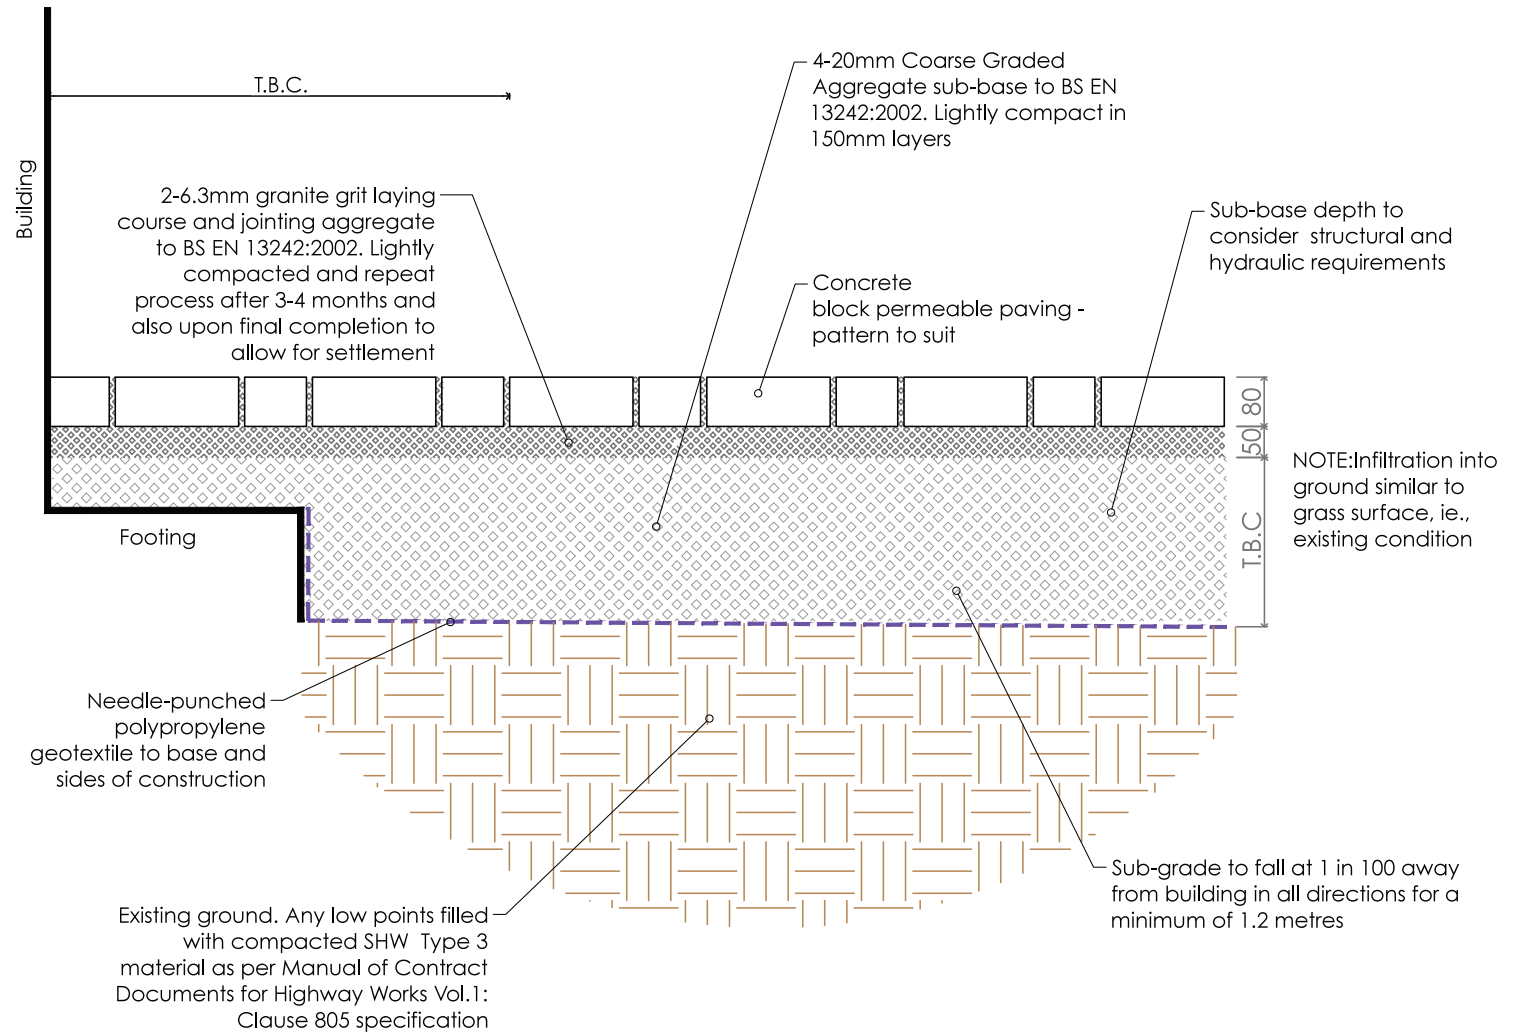 T.B.C.
Building
4-20mm Coarse Graded
Aggregate sub-base to BS EN
13242:2002. Lightly compact in
150mm layers
2-6.3mm granite grit laying
course and jointing aggregate
to BS EN 13242:2002. Lightly
compacted and repeat
process after 3-4 months and
also upon final completion to
allow for settlement
Sub-base depth to
consider structural and
hydraulic requirements
Concrete
block permeable paving -
pattern to suit
80
50
T.B.C
NOTE:Infiltration into
ground similar to
grass surface, ie.,
existing condition
Footing
Needle-punched
polypropylene
geotextile to base and
sides of construction
Existing ground. Any low points filled
with compacted SHW Type 3
material as per Manual of Contract
Documents for Highway Works Vol.1:
Clause 805 specification
Sub-grade to fall at 1 in 100 away
from building in all directions for a
minimum of 1.2 metres